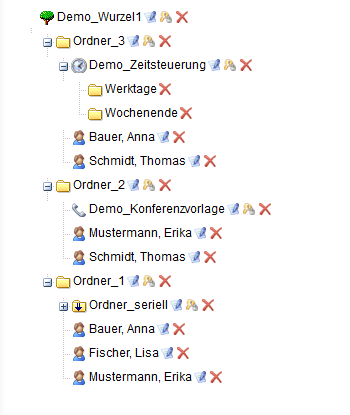 Demo_Wurzel1
Ordner_3
Demo_Zeitsteuerung
Werktage
Wochenende
Bauer, Anna
Schmidt, Thomas
Ordner_2
Demo_Konferenzvorlage
Mustermann, Erika
Schmidt, Thomas
Ordner_1
Ordner_seriell
Bauer, Anna
Fischer, Lisa
Mustermann, Erika